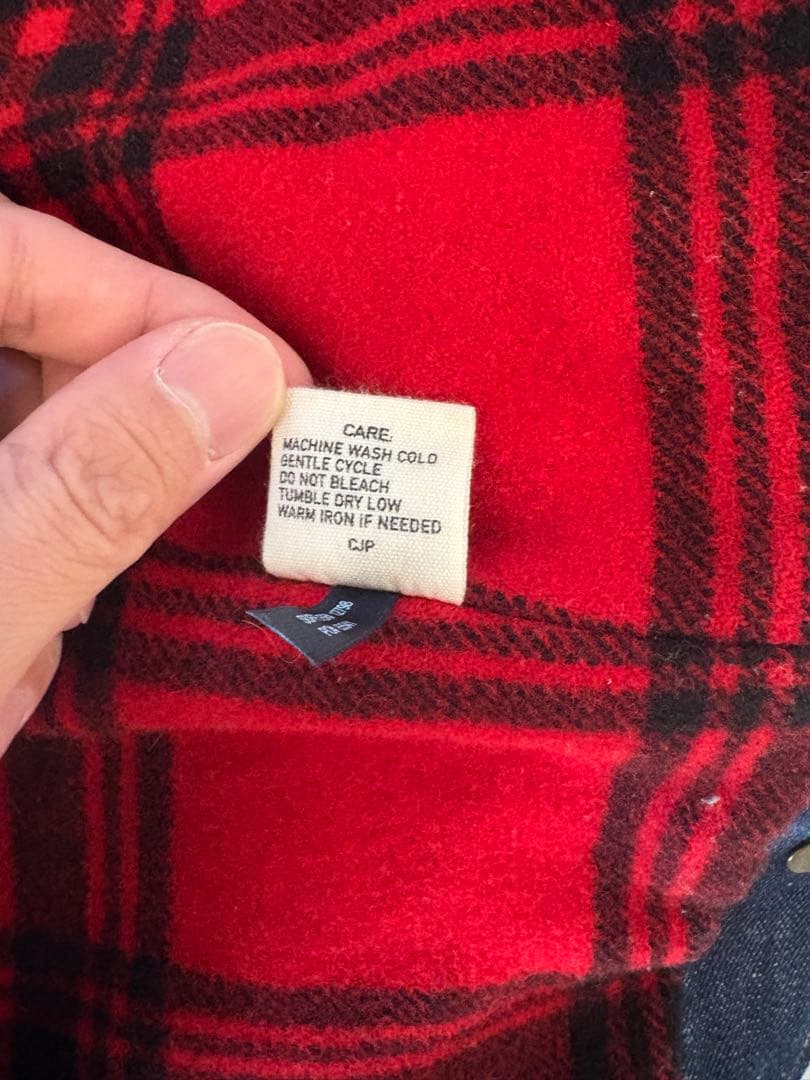 CARE:
MACHINE WASH COLD
GENTLE CYCLE
DO NOT BLEACH
TUMBLE DRY LOW
WARM IRON IF NEEDED
CJP